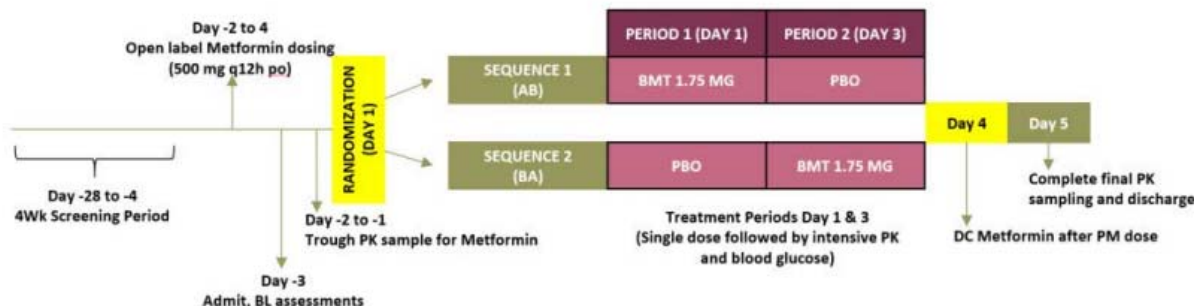 Day -2 to 4
Open label Metformin dosing
(500 mg q12h po)
Day -28 to -4
4Wk Screening Period
Day -3
Admit, BL assessments
Day -2 to -1
Trough PK sample for Metformin
RANDOMIZATION
(DAY 1)
PERIOD 1 (DAY 1)
PERIOD 2 (DAY 3)
SEQUENCE 1
(AB)
BMT 1.75 MG
PBO
SEQUENCE 2
(BA)
PBO
BMT 1.75 MG
Treatment Periods Day 1 & 3
(Single dose followed by intensive PK
and blood glucose)
Day 4
Day 5
Complete final PK
sampling and discharge
DC Metformin after PM dose